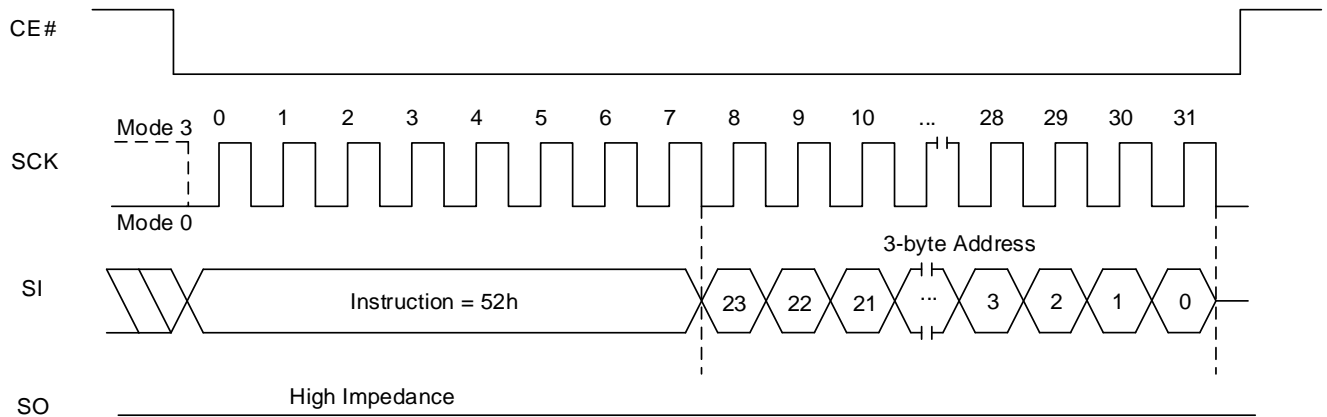 CE#
0 1 2 3 4 5 6 7 8 9 10 ... 28 29 30 31
Mode 3
SCK
Mode 0
3-byte Address
SI
Instruction = 52h 23 22 21 ... 3 2 1 0
High Impedance
SO